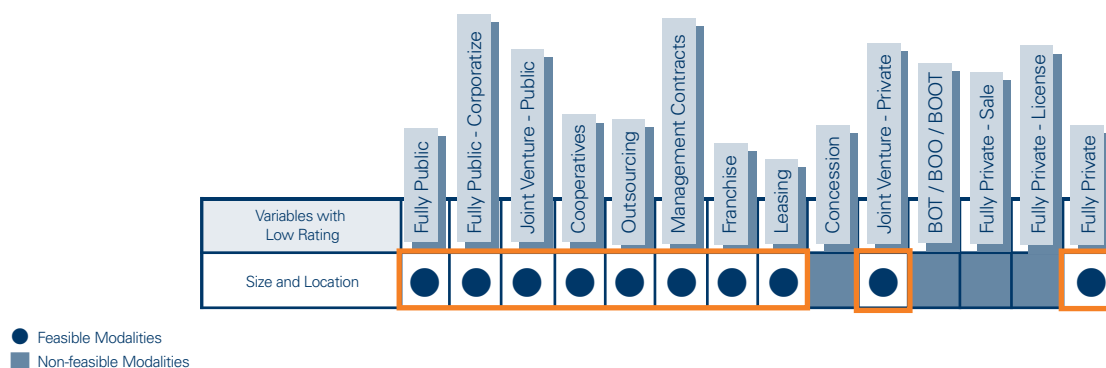 Fully Public
Fully Public - Corporatize
Joint Venture - Public
Cooperatives
Outsourcing
Management Contracts
Franchise
Leasing
Concession
Joint Venture - Private
BOT / BOO / BOOT
Fully Private - Sale
Fully Private - License
Fully Private
Variables with
Low Rating
Size and Location
Feasible Modalities
Non-feasible Modalities